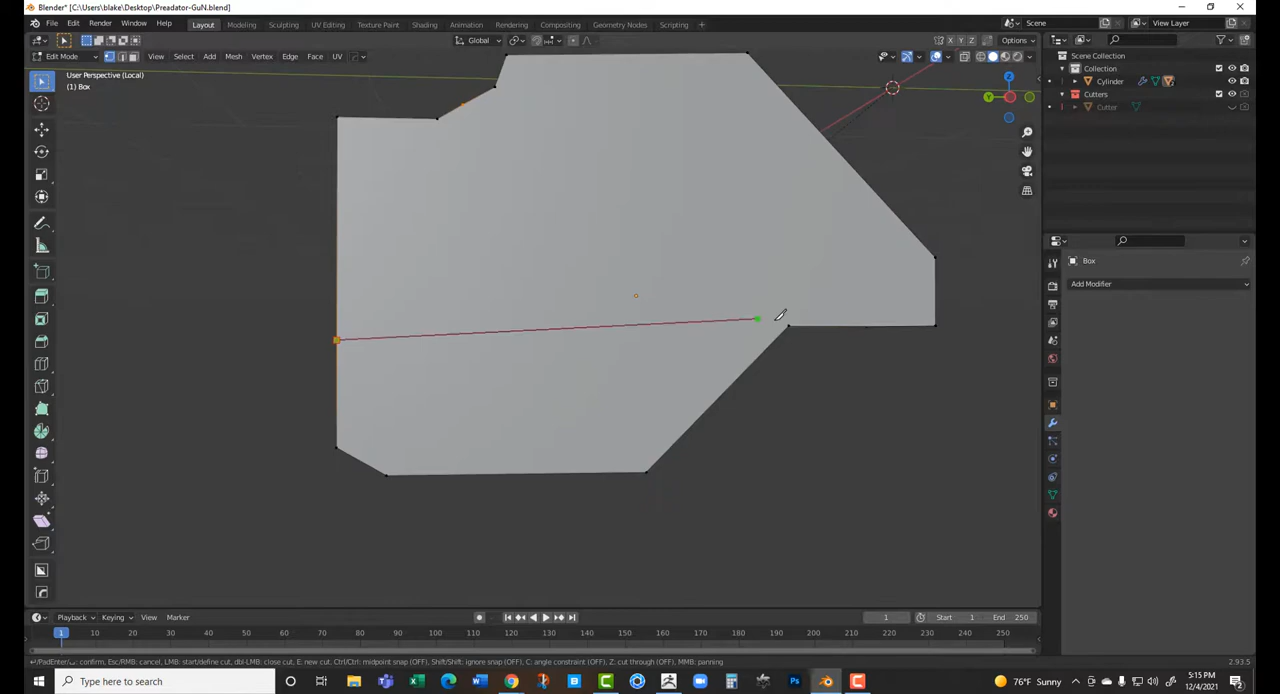 Blender* [C:\Users\blake\Desktop\Preadator-GuN.blend]
File Edit Render Window Help Layout Modeling Sculpting UV Editing Texture Paint Shading Animation Rendering Compositing Geometry Nodes Scripting + Scene View Layer
Global Options
Edit Mode View Select Add Mesh Vertex Edge Face UV
User Perspective (Local)
(1) Box
Scene Collection
Collection
Cylinder
Cutters
Cutter
Box
Add Modifier
Playback Keying View Marker 1 Start 1 End 250
1 10 20 30 40 50 60 70 80 90 100 110 120 130 140 150 160 170 180 190 200 210 220 230 240 250
confirm, Esc/RMB: cancel, LMB: start/define cut, dbl-LMB: close cut, E: new cut, Ctrl/Ctrl: midpoint snap (OFF), Shift/Shift: ignore snap (OFF), C: angle constraint (OFF), Z: cut through (OFF), MMB: panning
2.93.5
Type here to search
76°F Sunny
5:15 PM
12/4/2021
2